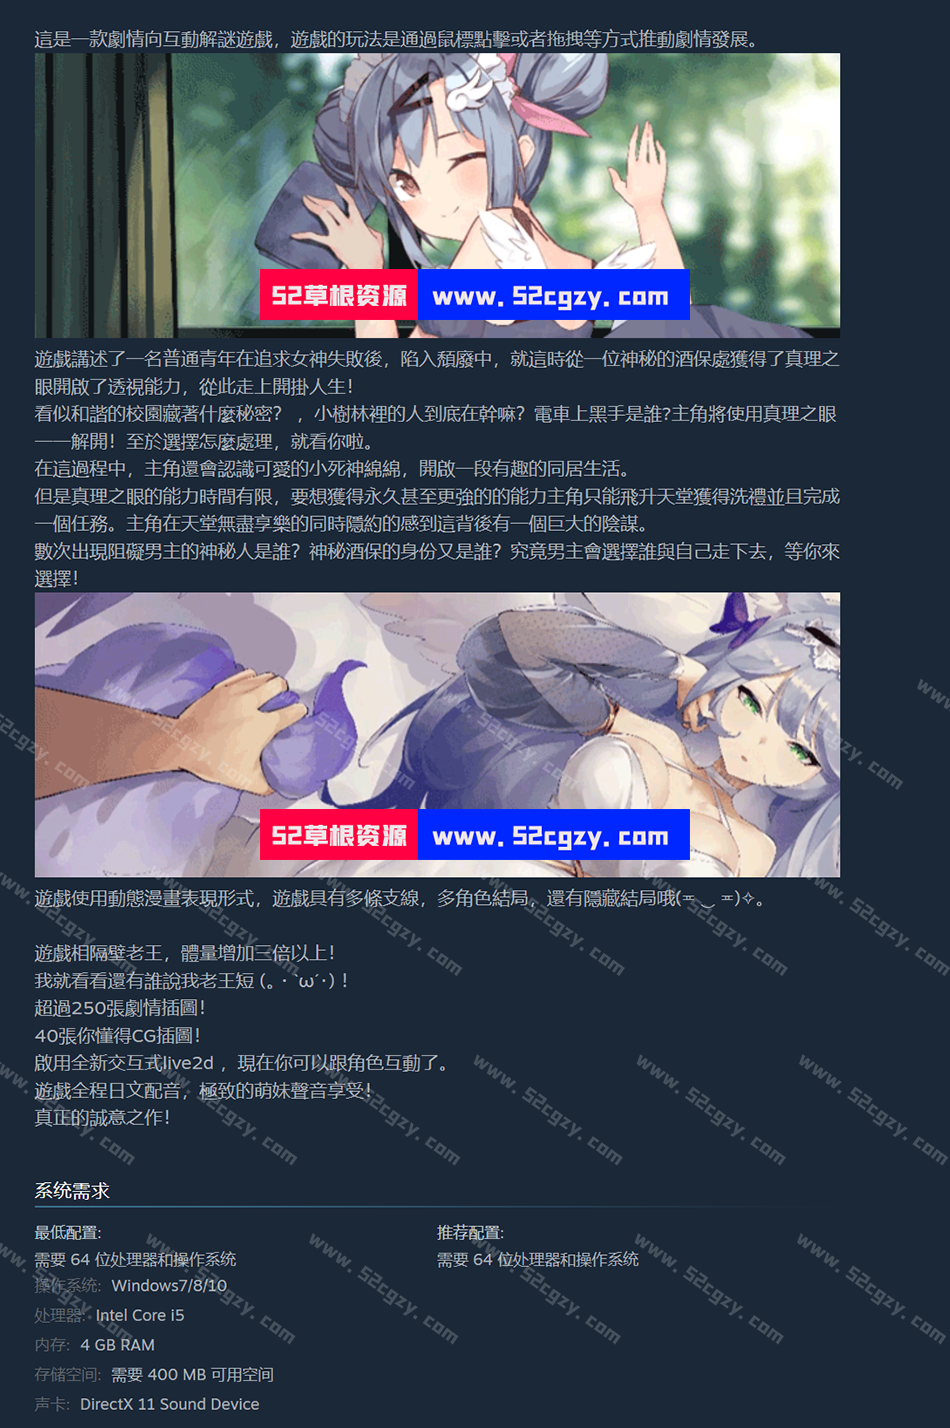 這是一款劇情向互動解謎遊戲，遊戲的玩法是通過鼠標點擊或者拖拽等方式推動劇情發展。
52草根资源 www.52cgzy.com
遊戲講述了一名普通青年在追求女神失敗後，陷入頹廢中，就這時從一位神秘的酒保處獲得了真理之
眼開啟了透視能力，從此走上開掛人生！
看似和諧的校園藏著什麼秘密？，小樹林裡的人到底在幹嘛？電車上黑手是誰?主角將使用真理之眼
一一解開！至於選擇怎麼處理，就看你啦。
在這過程中，主角還會認識可愛的小死神綿綿，開啟一段有趣的同居生活。
但是真理之眼的能力時間有限，要想獲得永久甚至更強的的能力主角只能飛升天堂獲得洗禮並且完成
一個任務。主角在天堂無盡享樂的同時隱約的感到這背後有一個巨大的陰謀。
數次出現阻礙男主的神秘人是誰？神秘酒保的身份又是誰？究竟男主會選擇誰與自己走下去，等你來
選擇！
52草根资源 www.52cgzy.com
遊戲使用動態漫畫表現形式，遊戲具有多條支線，多角色結局，還有隱藏結局哦(≖ ‿ ≖)✧。
遊戲相隔壁老王，體量增加三倍以上！
我就看看還有誰說我老王短 (｡･`ω´･)！
超過250張劇情插圖！
40張你懂得CG插圖！
啟用全新交互式live2d ，現在你可以跟角色互動了。
遊戲全程日文配音，極致的萌妹聲音享受！
真正的誠意之作！
系统需求
最低配置:
需要 64 位处理器和操作系统
操作系统: Windows7/8/10
处理器: Intel Core i5
内存: 4 GB RAM
存储空间: 需要 400 MB 可用空间
声卡: DirectX 11 Sound Device
推荐配置:
需要 64 位处理器和操作系统
www.52cgzy.com